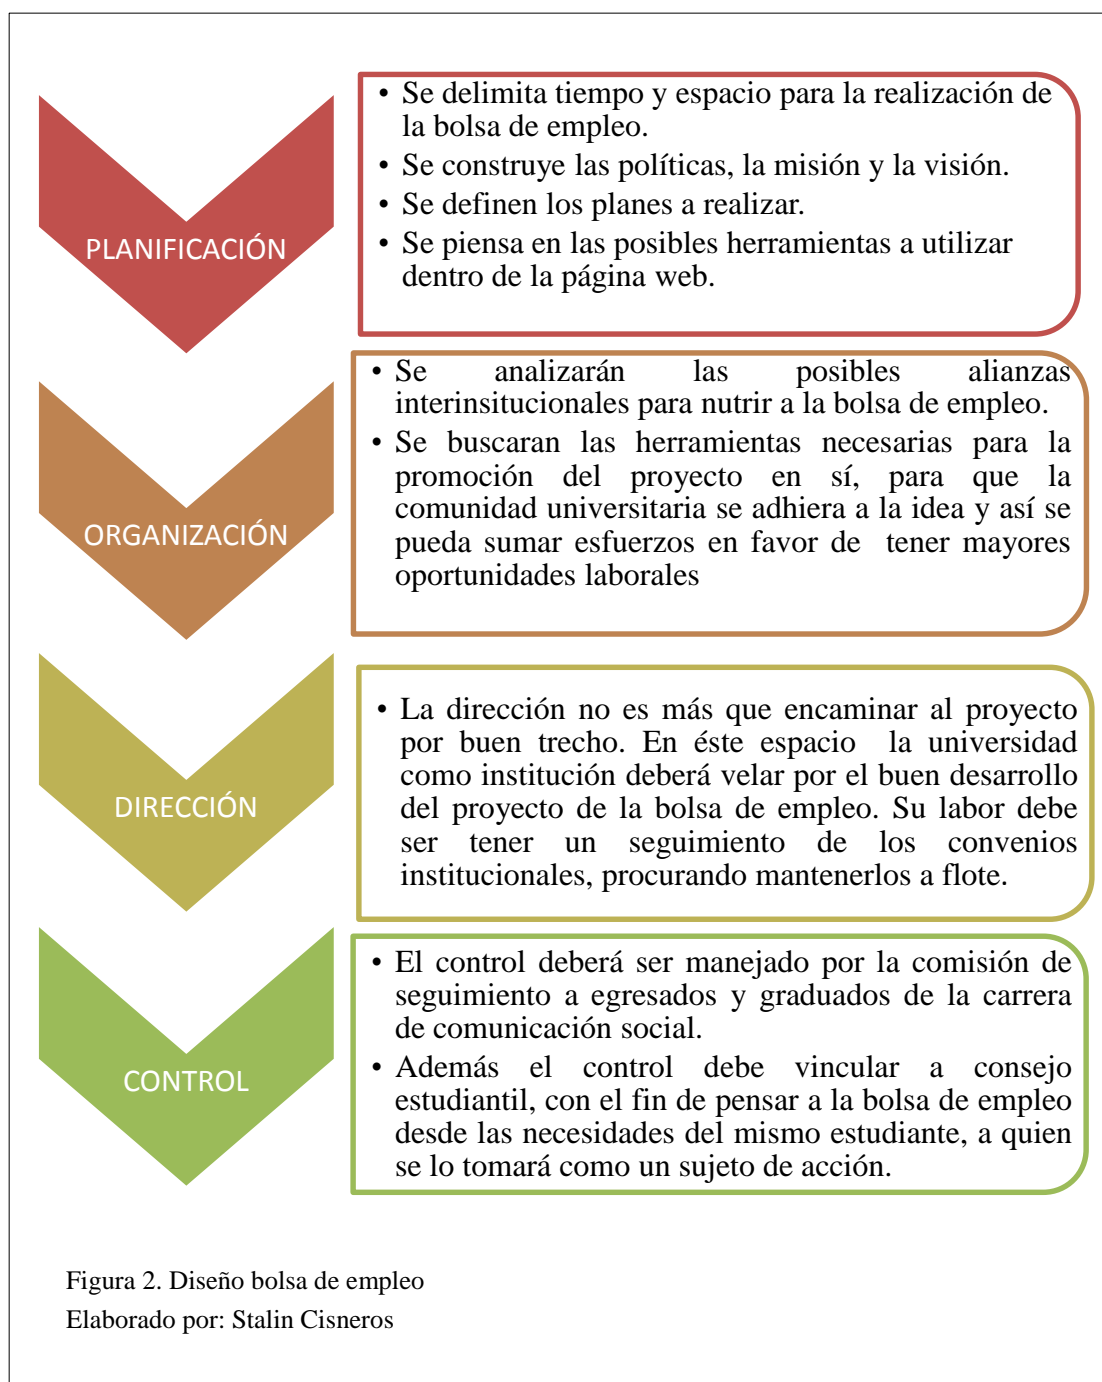 PLANIFICACIÓN
• Se delimita tiempo y espacio para la realización de
la bolsa de empleo.
• Se construye las políticas, la misión y la visión.
• Se definen los planes a realizar.
• Se piensa en las posibles herramientas a utilizar
dentro de la página web.
ORGANIZACIÓN
• Se analizarán las posibles alianzas
interinsitucionales para nutrir a la bolsa de empleo.
• Se buscaran las herramientas necesarias para la
promoción del proyecto en sí, para que la
comunidad universitaria se adhiera a la idea y así se
pueda sumar esfuerzos en favor de tener mayores
oportunidades laborales
DIRECCIÓN
• La dirección no es más que encaminar al proyecto
por buen trecho. En éste espacio la universidad
como institución deberá velar por el buen desarrollo
del proyecto de la bolsa de empleo. Su labor debe
ser tener un seguimiento de los convenios
institucionales, procurando mantenerlos a flote.
CONTROL
• El control deberá ser manejado por la comisión de
seguimiento a egresados y graduados de la carrera
de comunicación social.
• Además el control debe vincular a consejo
estudiantil, con el fin de pensar a la bolsa de empleo
desde las necesidades del mismo estudiante, a quien
se lo tomará como un sujeto de acción.
Figura 2. Diseño bolsa de empleo
Elaborado por: Stalin Cisneros